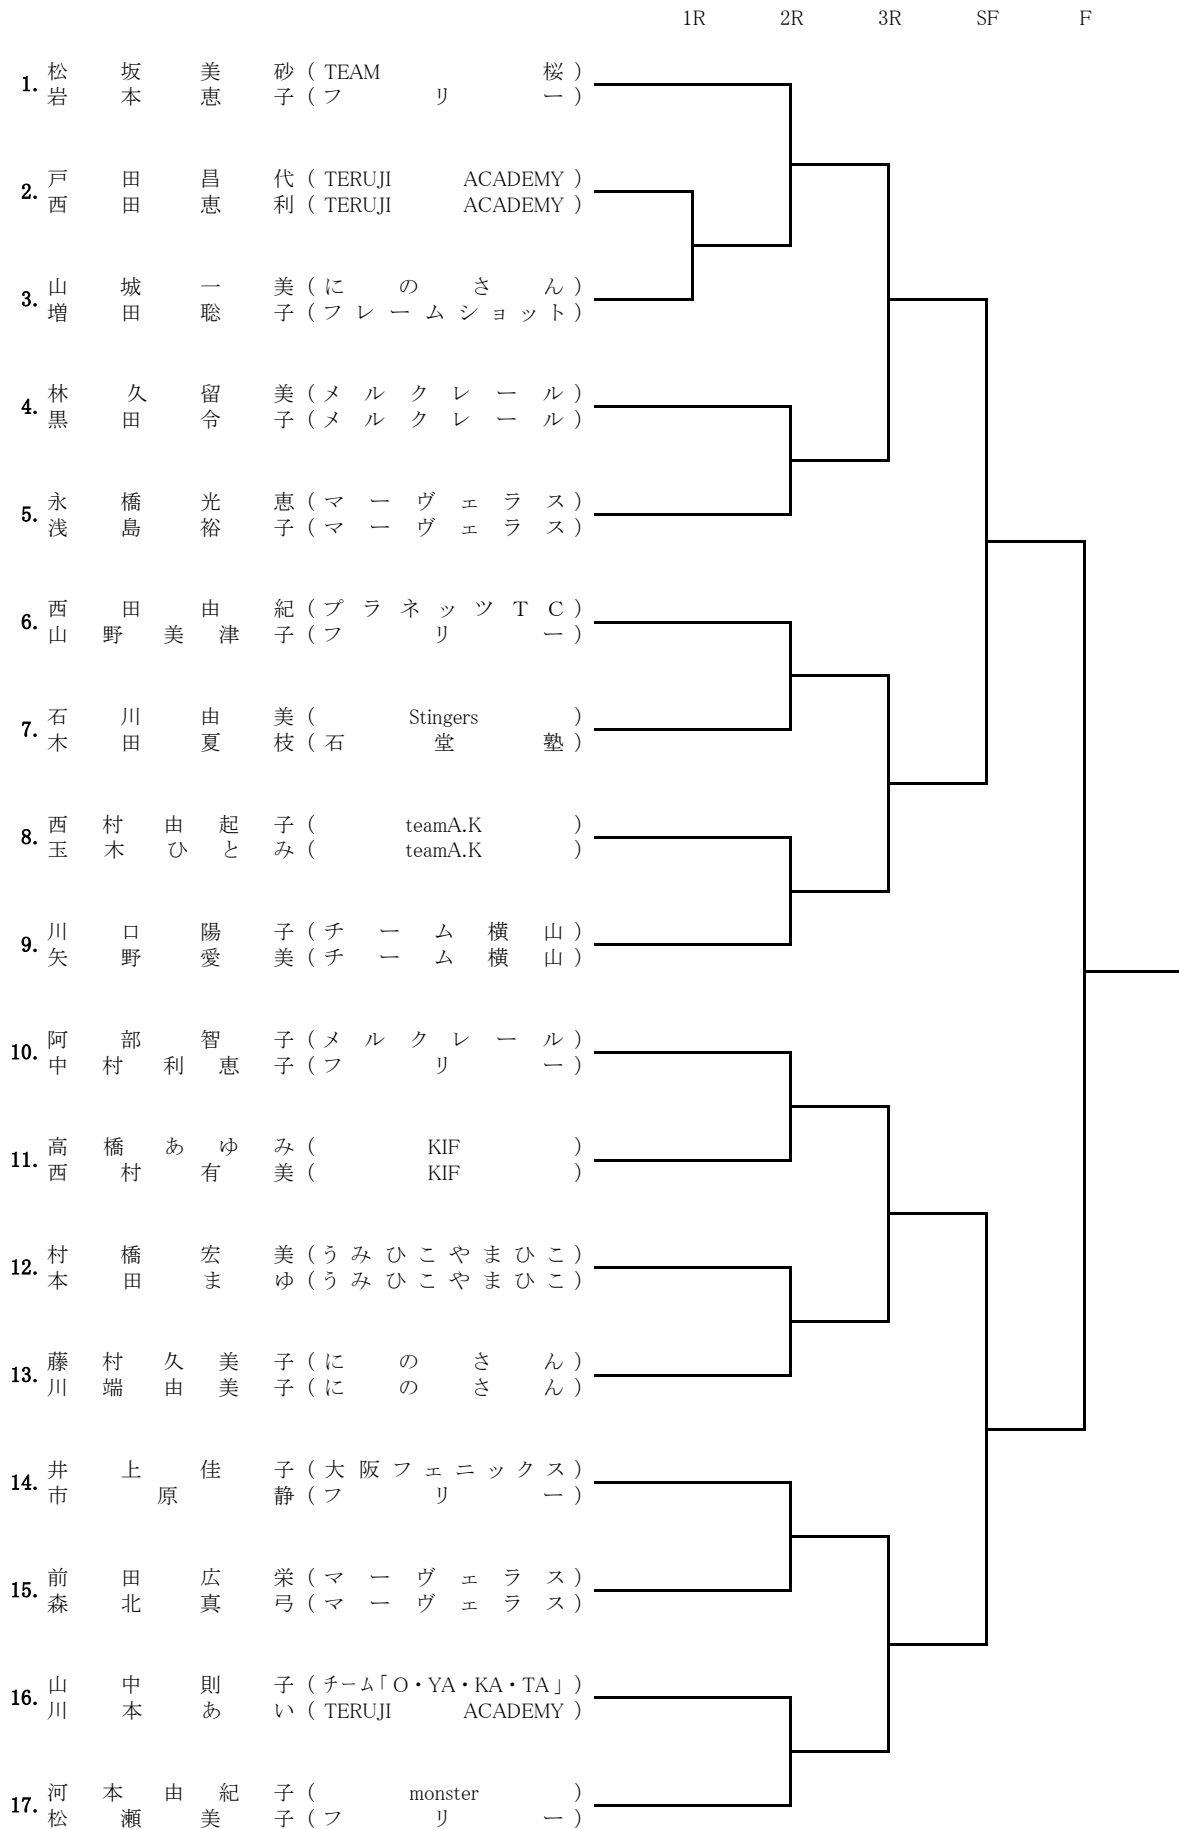 1R 2R 3R SF F
1. 松坂美砂(TEAM 桜)
岩本恵子(フリー)
2. 戸田昌代(TERUJI ACADEMY)
西田恵利(TERUJI ACADEMY)
3. 山城一美(にのさん)
増田聡子(フレームショット)
4. 林久留美(メルクレール)
黒田令子(メルクレール)
5. 永橋光恵(マーヴェラス)
浅島裕子(マーヴェラス)
6. 西田由紀(プラネッツTC)
山野美津子(フリー)
7. 石川由美(Stingers)
木田夏枝(石堂塾)
8. 西村由起子(teamA.K)
玉木ひとみ(teamA.K)
9. 川口陽子(チーム横山)
矢野愛美(チーム横山)
10. 阿部智子(メルクレール)
中村利恵子(フリー)
11. 高橋あゆみ(KIF)
西村有美(KIF)
12. 村橋宏美(うみひこやまひこ)
本田まゆ(うみひこやまひこ)
13. 藤村久美子(にのさん)
川端由美子(にのさん)
14. 井上佳子(大阪フェニックス)
市原静(フリー)
15. 前田広栄(マーヴェラス)
森北真弓(マーヴェラス)
16. 山中則子(チーム「O・YA・KA・TA」)
川本あい(TERUJI ACADEMY)
17. 河本由紀子(monster)
松瀬美子(フリー)